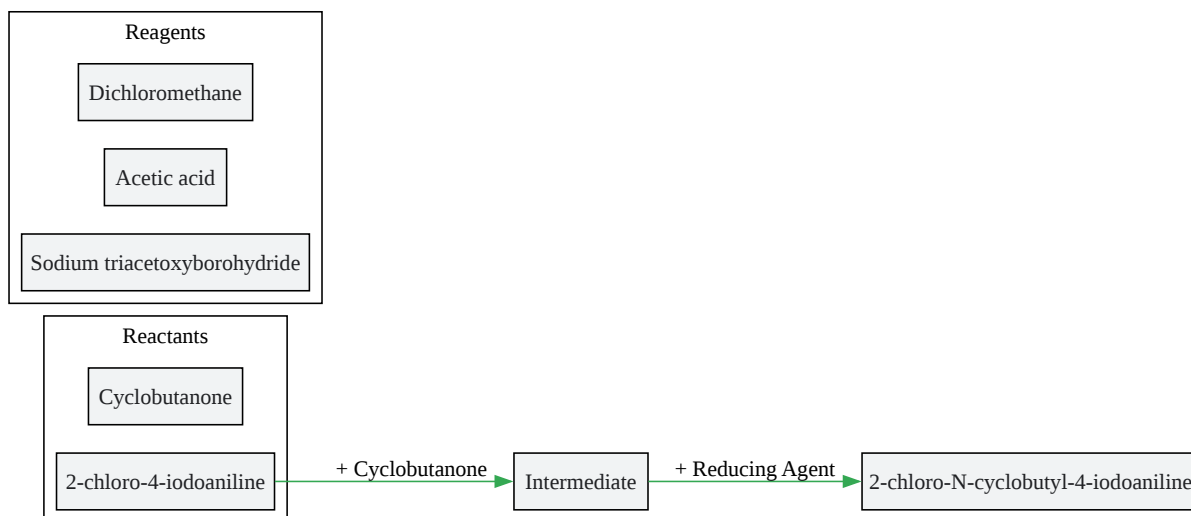 Reagents
Dichloromethane
Acetic acid
Sodium triacetoxyborohydride
Reactants
Cyclobutanone
2-chloro-4-iodoaniline
+ Cyclobutanone
Intermediate
+ Reducing Agent
2-chloro-N-cyclobutyl-4-iodoaniline